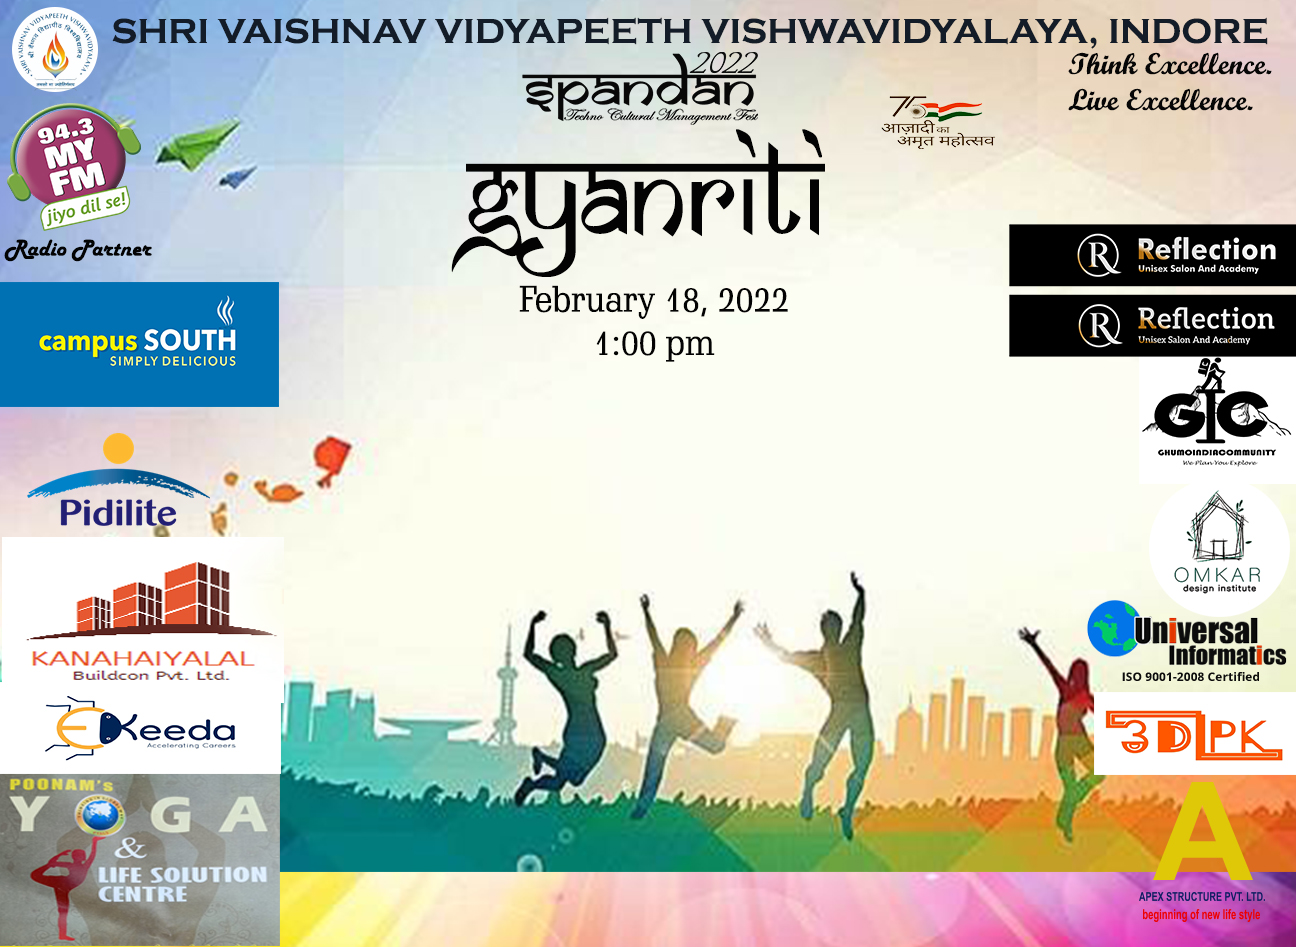 SHRI VAISHNAV VIDYAPEETH VISHWAVIDYALAYA, INDORE
Think Excellence.
Live Excellence.
2022
spandan
Techno Cultural Management Fest
75
आज़ादी का
अमृत महोत्सव
gyanriti
February 18, 2022
1:00 pm
94.3
MY
FM
jiyo dil se!
Radio Partner
campus SOUTH
SIMPLY DELICIOUS
Pidilite
KANAHAIYALAL
Buildcon Pvt. Ltd.
EKeeda
Accelerating Careers
POONAM's
YOGA
&
LIFE SOLUTION
CENTRE
R Reflection
Unisex Salon And Academy
R Reflection
Unisex Salon And Academy
GIC
GHUMOINDIACOMMUNITY
We Plan You Explore
OMKAR
design institute
Universal
Informatics
ISO 9001-2008 Certified
3DLPK
A
APEX STRUCTURE PVT. LTD.
beginning of new life style